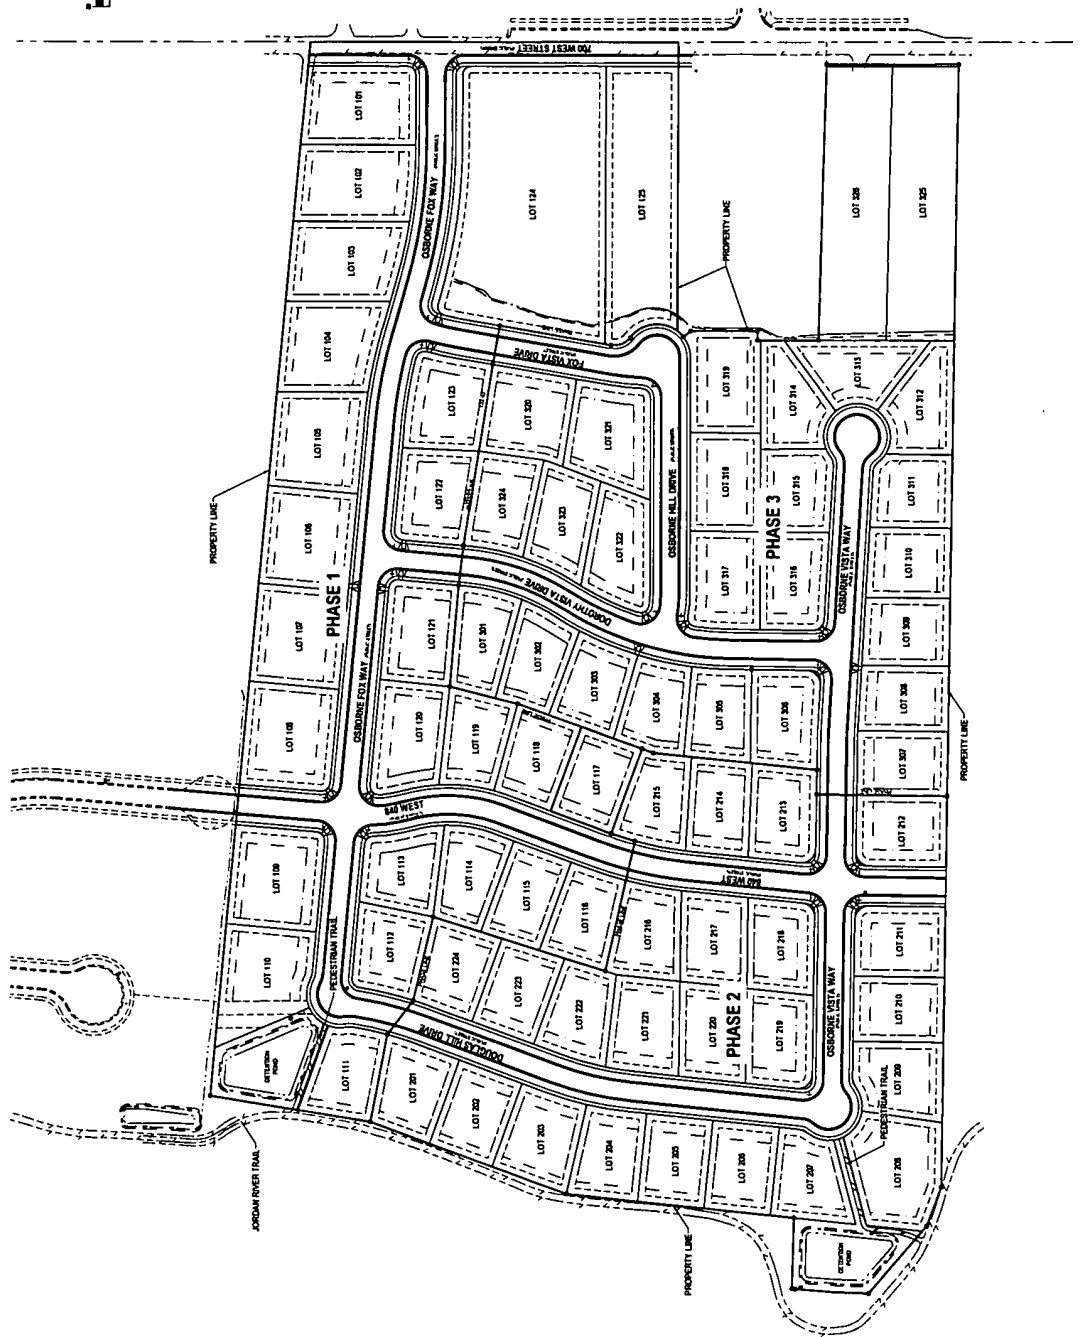 700 WEST STREET
LOT 101
LOT 102
LOT 103
LOT 104
LOT 105
LOT 106
LOT 107
LOT 108
PHASE 1
OSBORNE FOX WAY
OSBORNE FOX WAY
PROPERTY LINE
LOT 124
LOT 125
PROPERTY LINE
LOT 326
LOT 325
FOX VISTA DRIVE
LOT 123
LOT 320
LOT 321
LOT 122
LOT 324
LOT 323
LOT 322
OSBORNE HILL DRIVE
LOT 319
LOT 318
LOT 317
LOT 314
LOT 313
LOT 312
LOT 315
LOT 316
PHASE 3
LOT 311
LOT 310
LOT 309
LOT 308
LOT 307
LOT 212
OSBORNE VISTA WAY
PROPERTY LINE
DOROTHY VISTA DRIVE
LOT 121
LOT 301
LOT 302
LOT 303
LOT 304
LOT 305
LOT 306
LOT 120
LOT 119
LOT 118
LOT 117
LOT 215
LOT 214
LOT 213
840 WEST
840 WEST
LOT 109
LOT 110
PEDESTRIAN TRAIL
LOT 113
LOT 114
LOT 115
LOT 116
LOT 216
LOT 217
LOT 218
LOT 112
LOT 224
LOT 223
LOT 222
LOT 221
LOT 220
LOT 219
PHASE 2
LOT 211
LOT 210
LOT 209
LOT 208
OSBORNE VISTA WAY
PEDESTRIAN TRAIL
DOUGLAS HILL DRIVE
DETENTION
POND
LOT 111
LOT 201
LOT 202
LOT 203
LOT 204
LOT 205
LOT 206
LOT 207
JORDAN RIVER TRAIL
PROPERTY LINE
DETENTION
POND